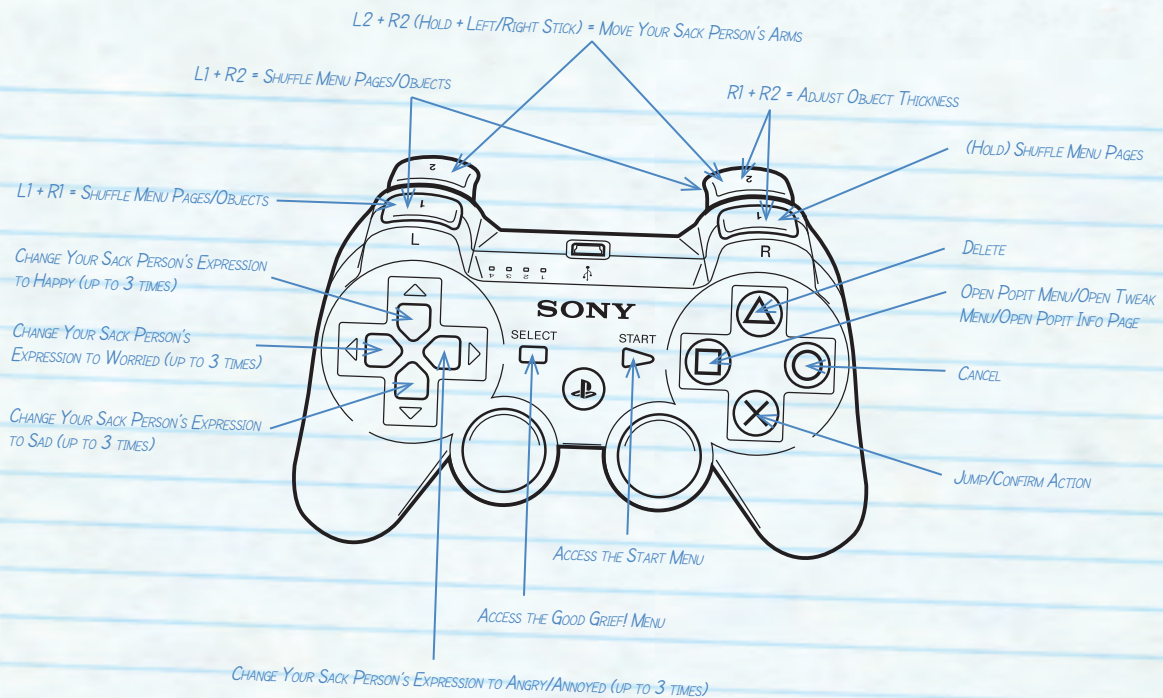 L2 + R2 (Hold + Left/Right Stick) = Move Your Sack Person's Arms
L1 + R2 = Shuffle Menu Pages/Objects
R1 + R2 = Adjust Object Thickness
(Hold) Shuffle Menu Pages
L1 + R1 = Shuffle Menu Pages/Objects
2
2
1
1
L
R
Change Your Sack Person's Expression
to Happy (up to 3 times)
Delete
4 3 2 1
SONY
Open Popit Menu/Open Tweak
Menu/Open Popit Info Page
Change Your Sack Person's
Expression to Worried (up to 3 times)
SELECT
START
Cancel
Change Your Sack Person's Expression
to Sad (up to 3 times)
Jump/Confirm Action
Access the Start Menu
Access the Good Grief! Menu
Change Your Sack Person's Expression to Angry/Annoyed (up to 3 times)